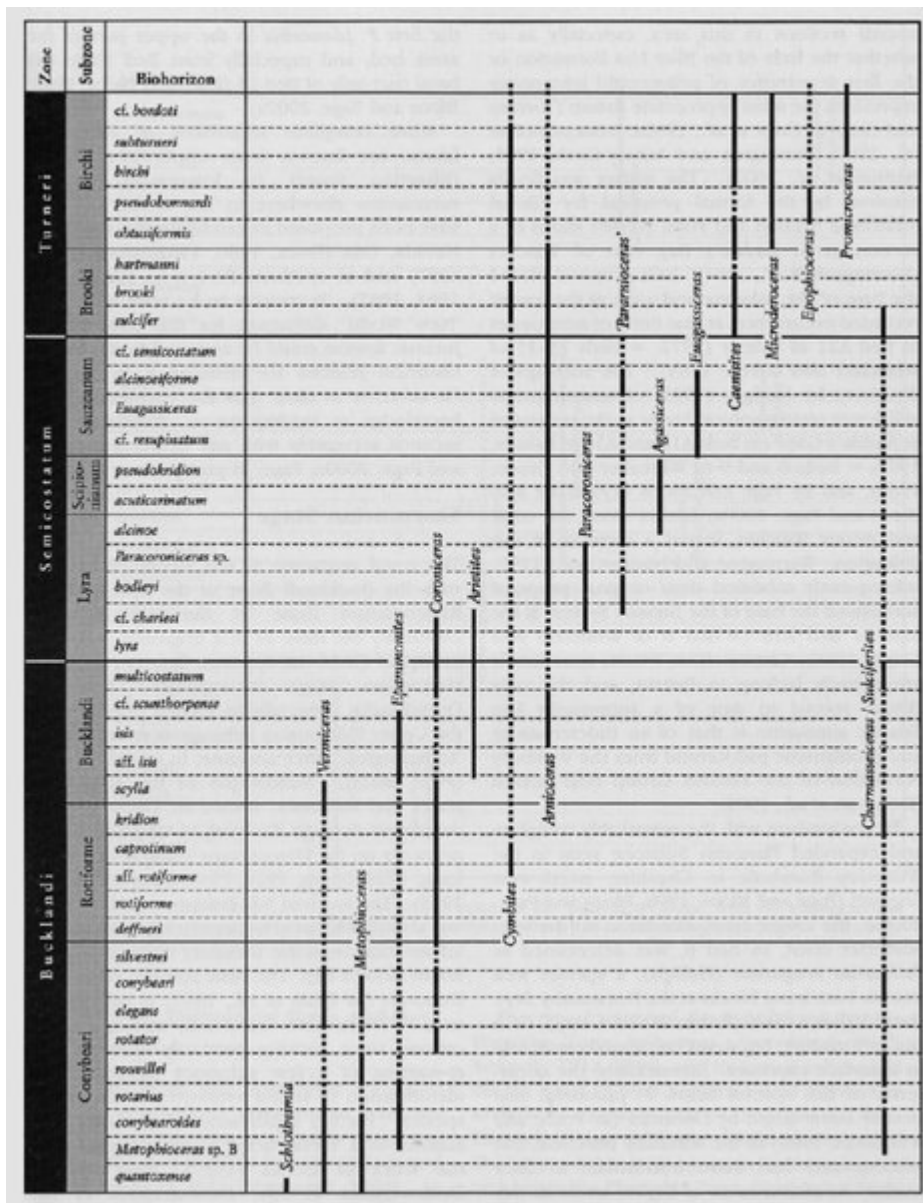 Zone
Subzone
Biohorizon
Turneri
Birchi
cf. bordoti
subturneri
birchi
pseudobonnardi
obtusiformis
Brooki
hartmanni
brooki
sulcifer
Semicostatum
Sauzeanum
cf. semicostatum
alcinoeiforme
Euagassiceras
cf. resupinatum
Scipionianum
pseudokridion
acuticarinatum
Lyra
alcinoe
Paracoroniceras sp.
bodleyi
cf. charlesi
lyra
Bucklandi
Bucklandi
multicostatum
cf. scunthorpense
isis
aff. isis
scylla
Rotiforme
kridion
caprotinum
aff. rotiforme
rotiforme
deffneri
Conybeari
silvestrei
conybeari
elegans
rotator
rouvillei
rotarius
conybearoides
Metophioceras sp. B
quantoxense
Schlotheimia
Vermiceras
Metophioceras
Epammonites
Coroniceras
Arietites
Cymbites
Arnioceras
Paracoroniceras
'Pararnioceras'
Agassiceras
Euagassiceras
Caenisites
Microderoceras
Epophioceras
Promicroceras
Charmasseiceras / Sulciferites